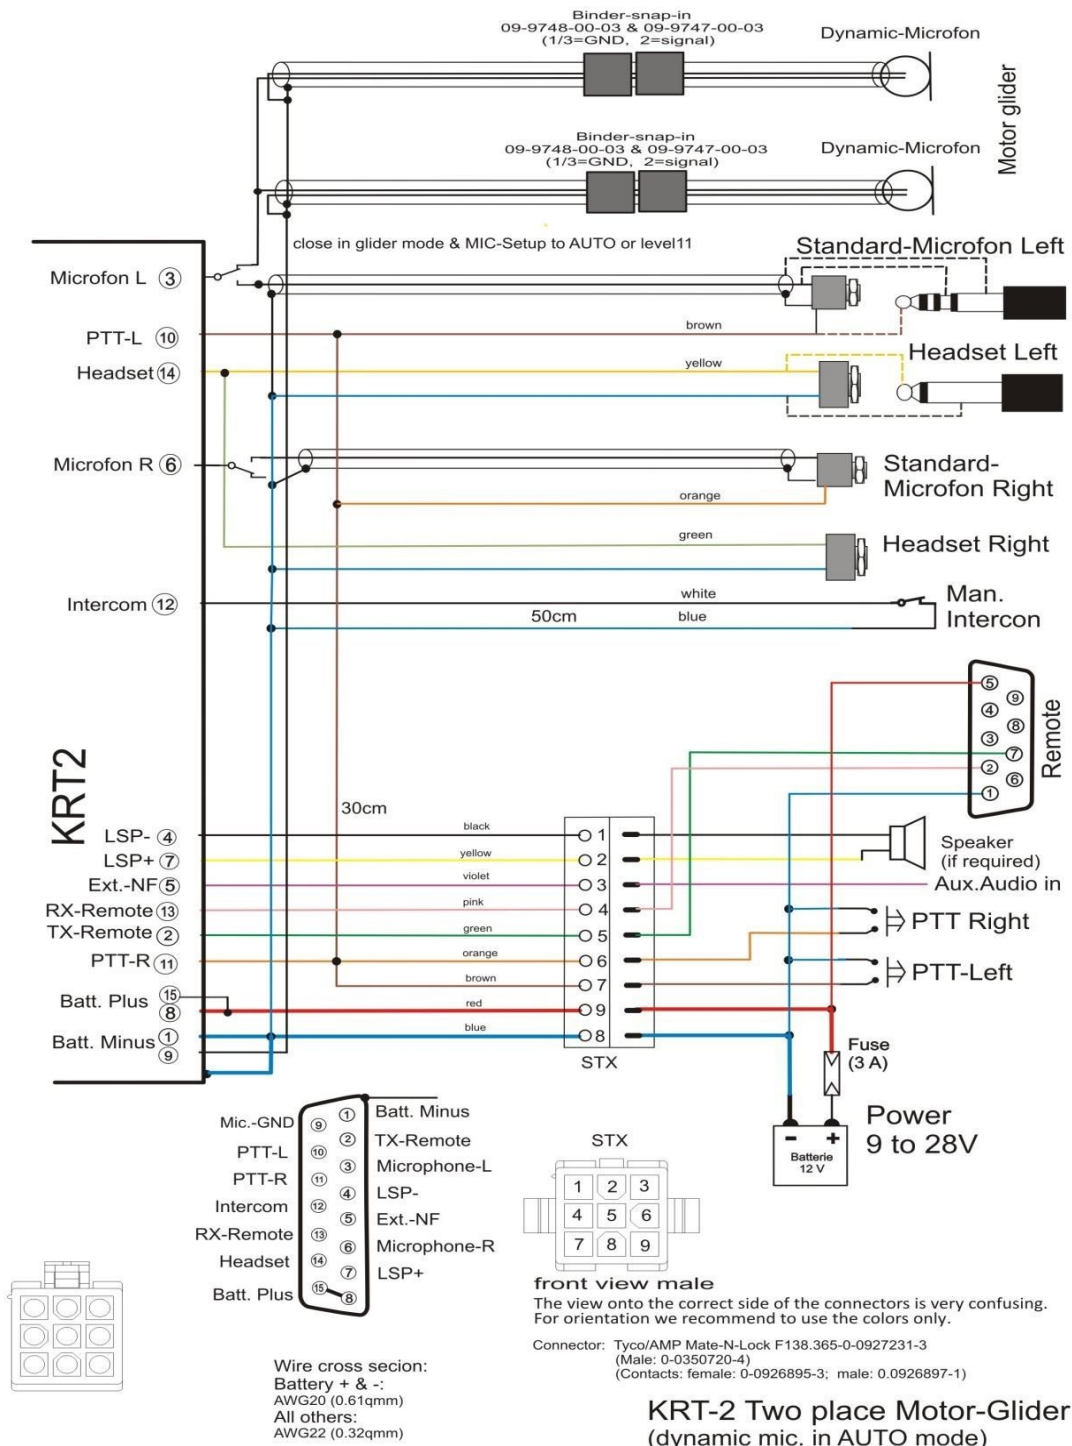 Binder-snap-in
09-9748-00-03 & 09-9747-00-03
(1/3=GND, 2=signal)
Dynamic-Microfon
Motor glider
Binder-snap-in
09-9748-00-03 & 09-9747-00-03
(1/3=GND, 2=signal)
Dynamic-Microfon
close in glider mode & MIC-Setup to AUTO or level11
Standard-Microfon Left
Microfon L 3
PTT-L 10
brown
Headset Left
Headset 14
yellow
Microfon R 6
Standard-
Microfon Right
orange
green
Headset Right
Intercom 12
white
Man.
Intercon
50cm
blue
5
9
4
8
3
7
2
6
1
Remote
KRT2
30cm
LSP- 4
black
1
LSP+ 7
yellow
2
Speaker
(if required)
Ext.-NF 5
violet
3
Aux.Audio in
RX-Remote 13
pink
4
TX-Remote 2
green
5
PTT Right
PTT-R 11
orange
6
brown
7
PTT-Left
Batt. Plus 15
8
red
9
Batt. Minus 1
9
blue
8
STX
Fuse
(3 A)
Power
9 to 28V
- +
Batterie
12 V
Mic.-GND 9
1 Batt. Minus
PTT-L 10
2 TX-Remote
PTT-R 11
3 Microphone-L
Intercom 12
4 LSP-
RX-Remote 13
5 Ext.-NF
Headset 14
6 Microphone-R
Batt. Plus 15
7 LSP+
8
STX
1 2 3
4 5 6
7 8 9
front view male
The view onto the correct side of the connectors is very confusing.
For orientation we recommend to use the colors only.
Connector: Tyco/AMP Mate-N-Lock F138.365-0-0927231-3
(Male: 0-0350720-4)
(Contacts: female: 0-0926895-3; male: 0.0926897-1)
Wire cross secion:
Battery + & -:
AWG20 (0.61qmm)
All others:
AWG22 (0.32qmm)
KRT-2 Two place Motor-Glider
(dynamic mic. in AUTO mode)